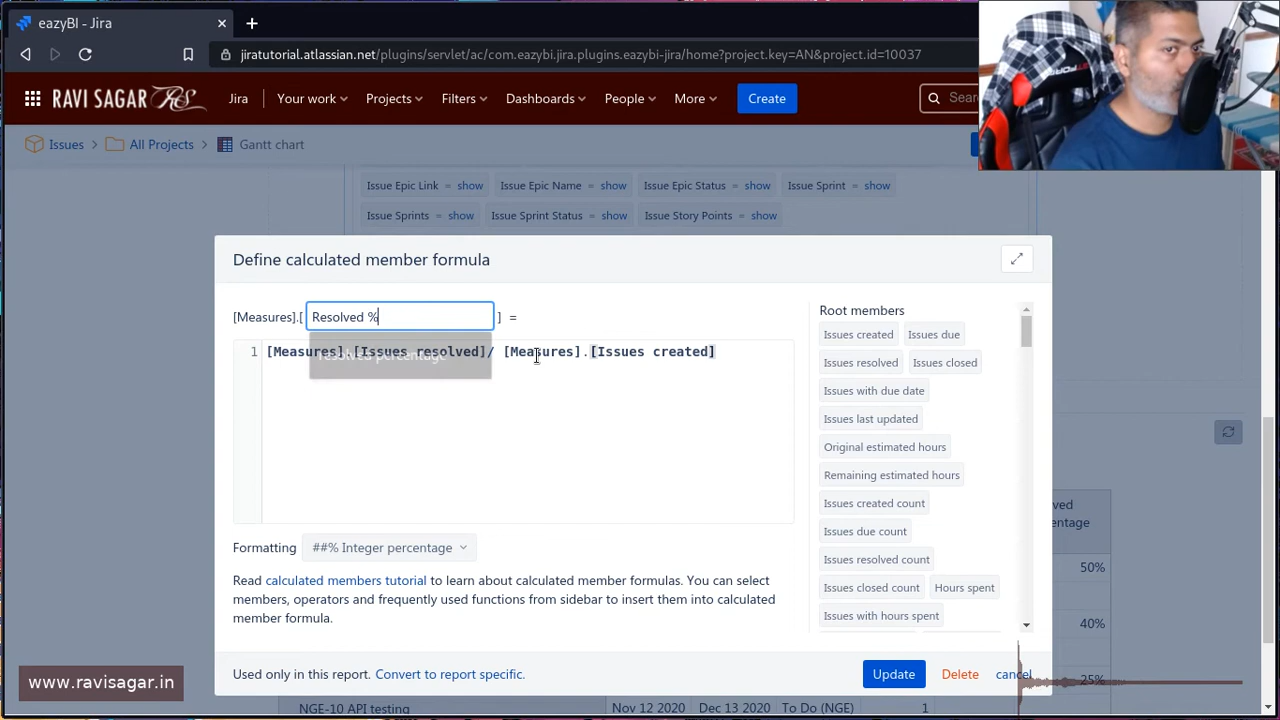 eazyBI - Jira
jiratutorial.atlassian.net/plugins/servlet/ac/com.eazybi.jira.plugins.eazybi-jira/home?project.key=AN&project.id=10037
RAVI SAGAR RS Jira Your work Projects Filters Dashboards People More Create Sear
Issues All Projects Gantt chart
Issue Epic Link = show Issue Epic Name = show Issue Epic Status = show Issue Sprint = show
Issue Sprints = show Issue Sprint Status = show Issue Story Points = show
Define calculated member formula
[Measures].[ Resolved % ] =
resolved percentage
1 [Measures].[Issues resolved]/ [Measures].[Issues created]
Root members
Issues created Issues due
Issues resolved Issues closed
Issues with due date
Issues last updated
Original estimated hours
Remaining estimated hours
Issues created count
Issues due count
Issues resolved count
Issues closed count Hours spent
Issues with hours spent
Formatting ##% Integer percentage
Read calculated members tutorial to learn about calculated member formulas. You can select
members, operators and frequently used functions from sidebar to insert them into calculated
member formula.
Used only in this report. Convert to report specific. Update Delete cancel
ved
entage
50%
40%
25%
NGE-10 API testing Nov 12 2020 Dec 13 2020 To Do (NGE) 1
www.ravisagar.in